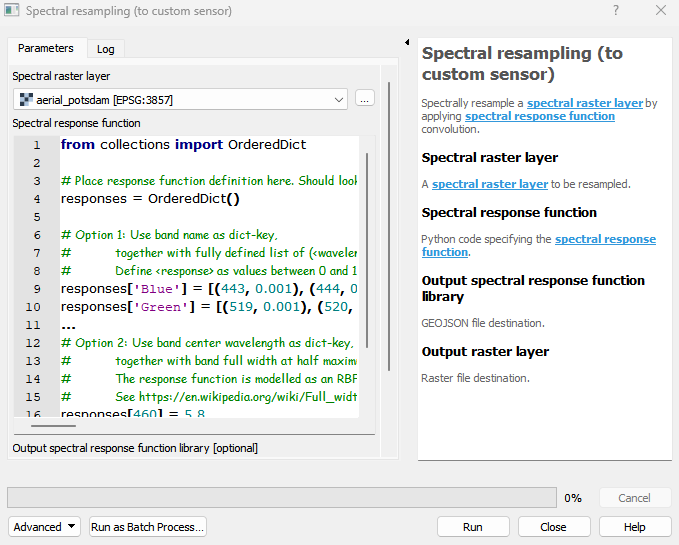 Spectral resampling (to custom sensor)
?
Parameters
Log
Spectral raster layer
aerial_potsdam [EPSG:3857]
...
Spectral response function
1 from collections import OrderedDict
2
3 # Place response function definition here. Should look
4 responses = OrderedDict()
5
6 # Option 1: Use band name as dict-key,
7 # together with fully defined list of (<wavelen
8 # Define <response> as values between 0 and 1
9 responses['Blue'] = [(443, 0.001), (444, 0
10 responses['Green'] = [(519, 0.001), (520,
11 ...
12 # Option 2: Use band center wavelength as dict-key,
13 # together with band full width at half maximu
14 # The response function is modelled as an RBF
15 # See https://en.wikipedia.org/wiki/Full_widt
16 responses[460] = 5.8
Output spectral response function library [optional]
Spectral resampling (to
custom sensor)
Spectrally resample a spectral raster layer by
applying spectral response function
convolution.
Spectral raster layer
A spectral raster layer to be resampled.
Spectral response function
Python code specifying the spectral response
function.
Output spectral response function
library
GEOJSON file destination.
Output raster layer
Raster file destination.
0%
Cancel
Advanced
Run as Batch Process...
Run
Close
Help